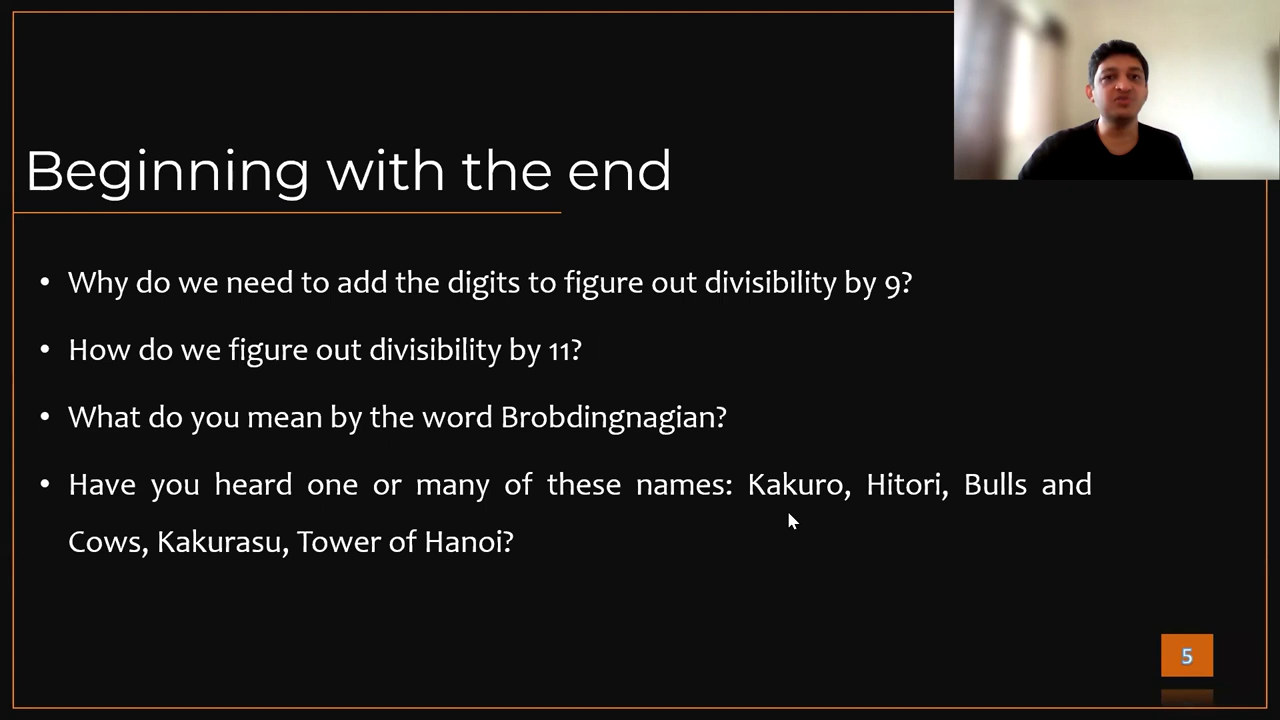 Beginning with the end
• Why do we need to add the digits to figure out divisibility by 9?
• How do we figure out divisibility by 11?
• What do you mean by the word Brobdingnagian?
• Have you heard one or many of these names: Kakuro, Hitori, Bulls and
Cows, Kakurasu, Tower of Hanoi?
5